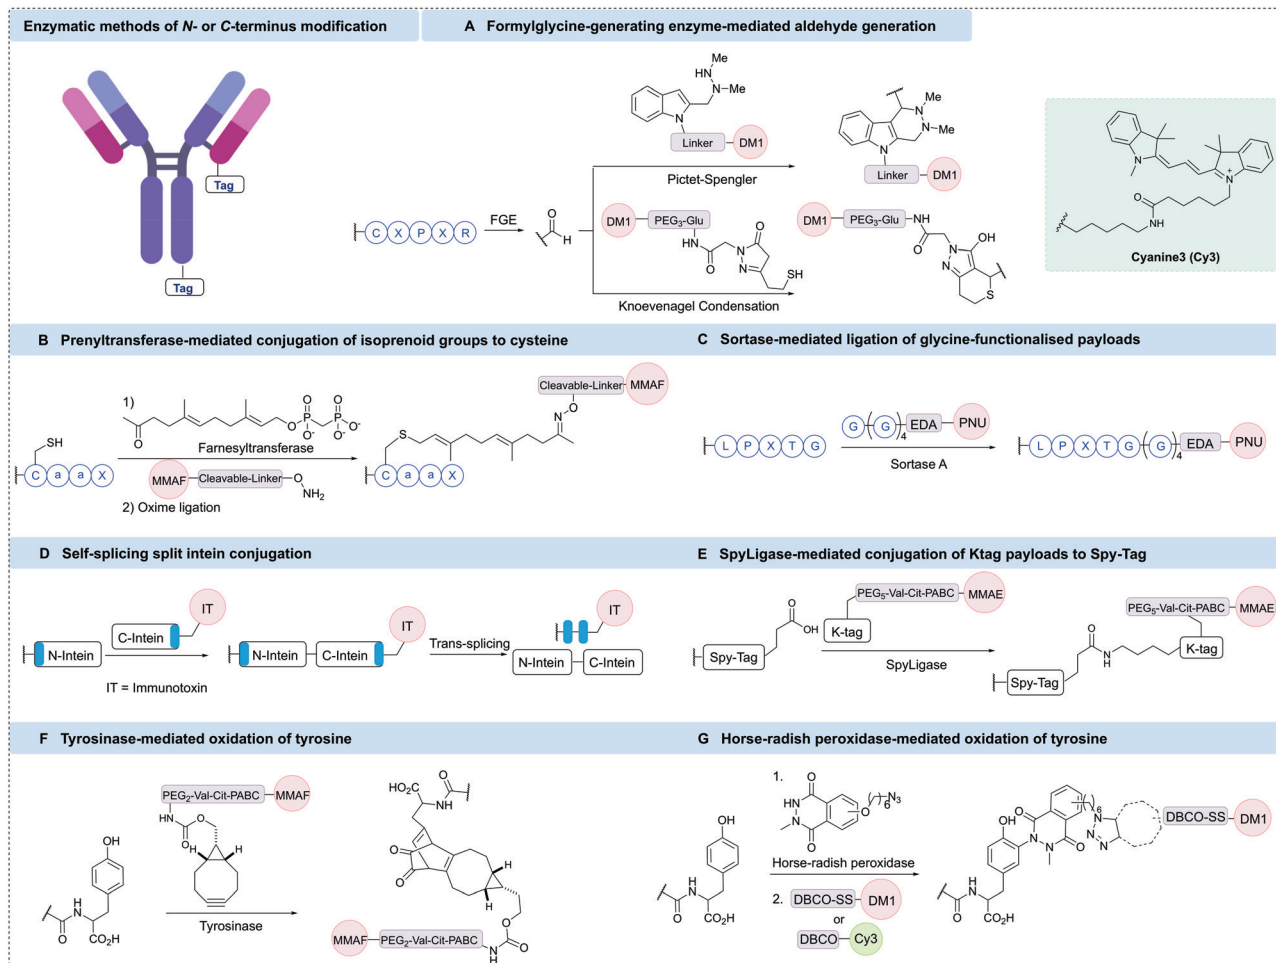 Enzymatic methods of N- or C-terminus modification
Tag
Tag
A Formylglycine-generating enzyme-mediated aldehyde generation
C X P X R
FGE
O
H
Me
HN
N
Me
N
Linker
DM1
Pictet-Spengler
Me
N
N
Me
N
Linker
DM1
DM1
PEG3-Glu
HN
O
O
N
N
SH
Knoevenagel Condensation
DM1
PEG3-Glu
NH
O
OH
N
N
S
N
N+
O
NH
Cyanine3 (Cy3)
B Prenyltransferase-mediated conjugation of isoprenoid groups to cysteine
SH
C a a X
1)
O
O P P O-
O O
O- O-
Farnesyltransferase
MMAF
Cleavable-Linker
O
NH2
2) Oxime ligation
Cleavable-Linker
MMAF
O
N
S
C a a X
C Sortase-mediated ligation of glycine-functionalised payloads
L P X T G
G (G)4 EDA PNU
Sortase A
L P X T G (G)4 EDA PNU
D Self-splicing split intein conjugation
N-Intein
C-Intein
IT
IT = Immunotoxin
N-Intein
C-Intein
IT
Trans-splicing
IT
N-Intein
C-Intein
E SpyLigase-mediated conjugation of Ktag payloads to Spy-Tag
Spy-Tag
O
OH
PEG5-Val-Cit-PABC
MMAE
K-tag
SpyLigase
Spy-Tag
O
N
H
PEG5-Val-Cit-PABC
MMAE
K-tag
F Tyrosinase-mediated oxidation of tyrosine
OH
H
N
O
CO2H
PEG2-Val-Cit-PABC
MMAF
NH
O
O
H
H
Tyrosinase
HO2C
H
N
O
O
O
H
H
MMAF
PEG2-Val-Cit-PABC
N
H
O
O
G Horse-radish peroxidase-mediated oxidation of tyrosine
OH
H
N
O
CO2H
1.
O
HN
N
O
O
6
N3
Horse-radish peroxidase
2.
DBCO-SS
DM1
or
DBCO
Cy3
OH
O
N
N
O
6
N
N
N
DBCO-SS
DM1
H
N
O
CO2H